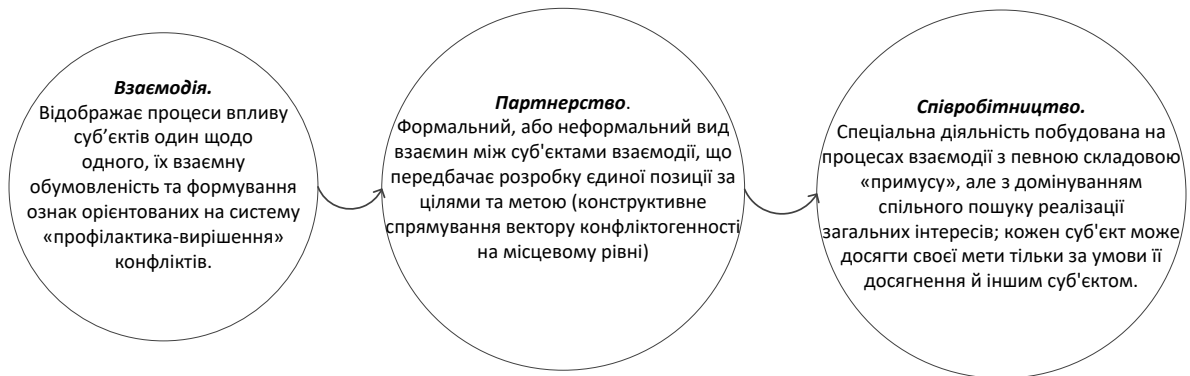 Взаємодія.
Відображає процеси впливу
суб’єктів один щодо
одного, їх взаємну
обумовленість та формування
ознак орієнтованих на систему
«профілактика-вирішення»
конфліктів.
Партнерство.
Формальний, або неформальний вид
взаємин між суб'єктами взаємодії, що
передбачає розробку єдиної позиції за
цілями та метою (конструктивне
спрямування вектору конфліктогенності
на місцевому рівні)
Співробітництво.
Спеціальна діяльність побудована на
процесах взаємодії з певною складовою
«примусу», але з домінуванням
спільного пошуку реалізації
загальних інтересів; кожен суб'єкт може
досягти своєї мети тільки за умови її
досягнення й іншим суб'єктом.